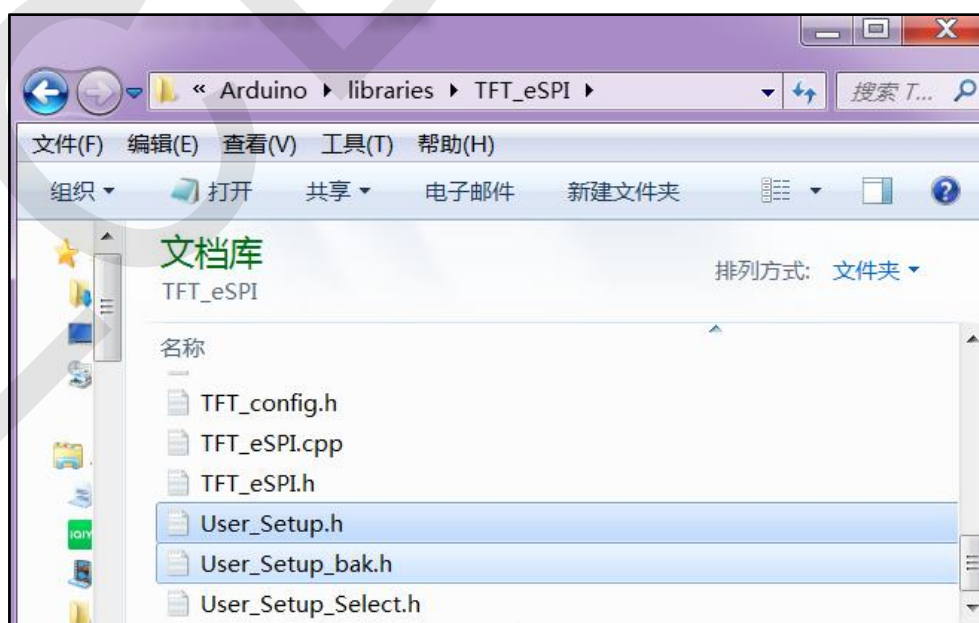 « Arduino ▸ libraries ▸ TFT_eSPI ▸ 搜索 T...
文件(F) 编辑(E) 查看(V) 工具(T) 帮助(H)
组织 打开 共享 电子邮件 新建文件夹
文档库
TFT_eSPI
排列方式: 文件夹
名称
TFT_config.h
TFT_eSPI.cpp
TFT_eSPI.h
User_Setup.h
User_Setup_bak.h
User_Setup_Select.h